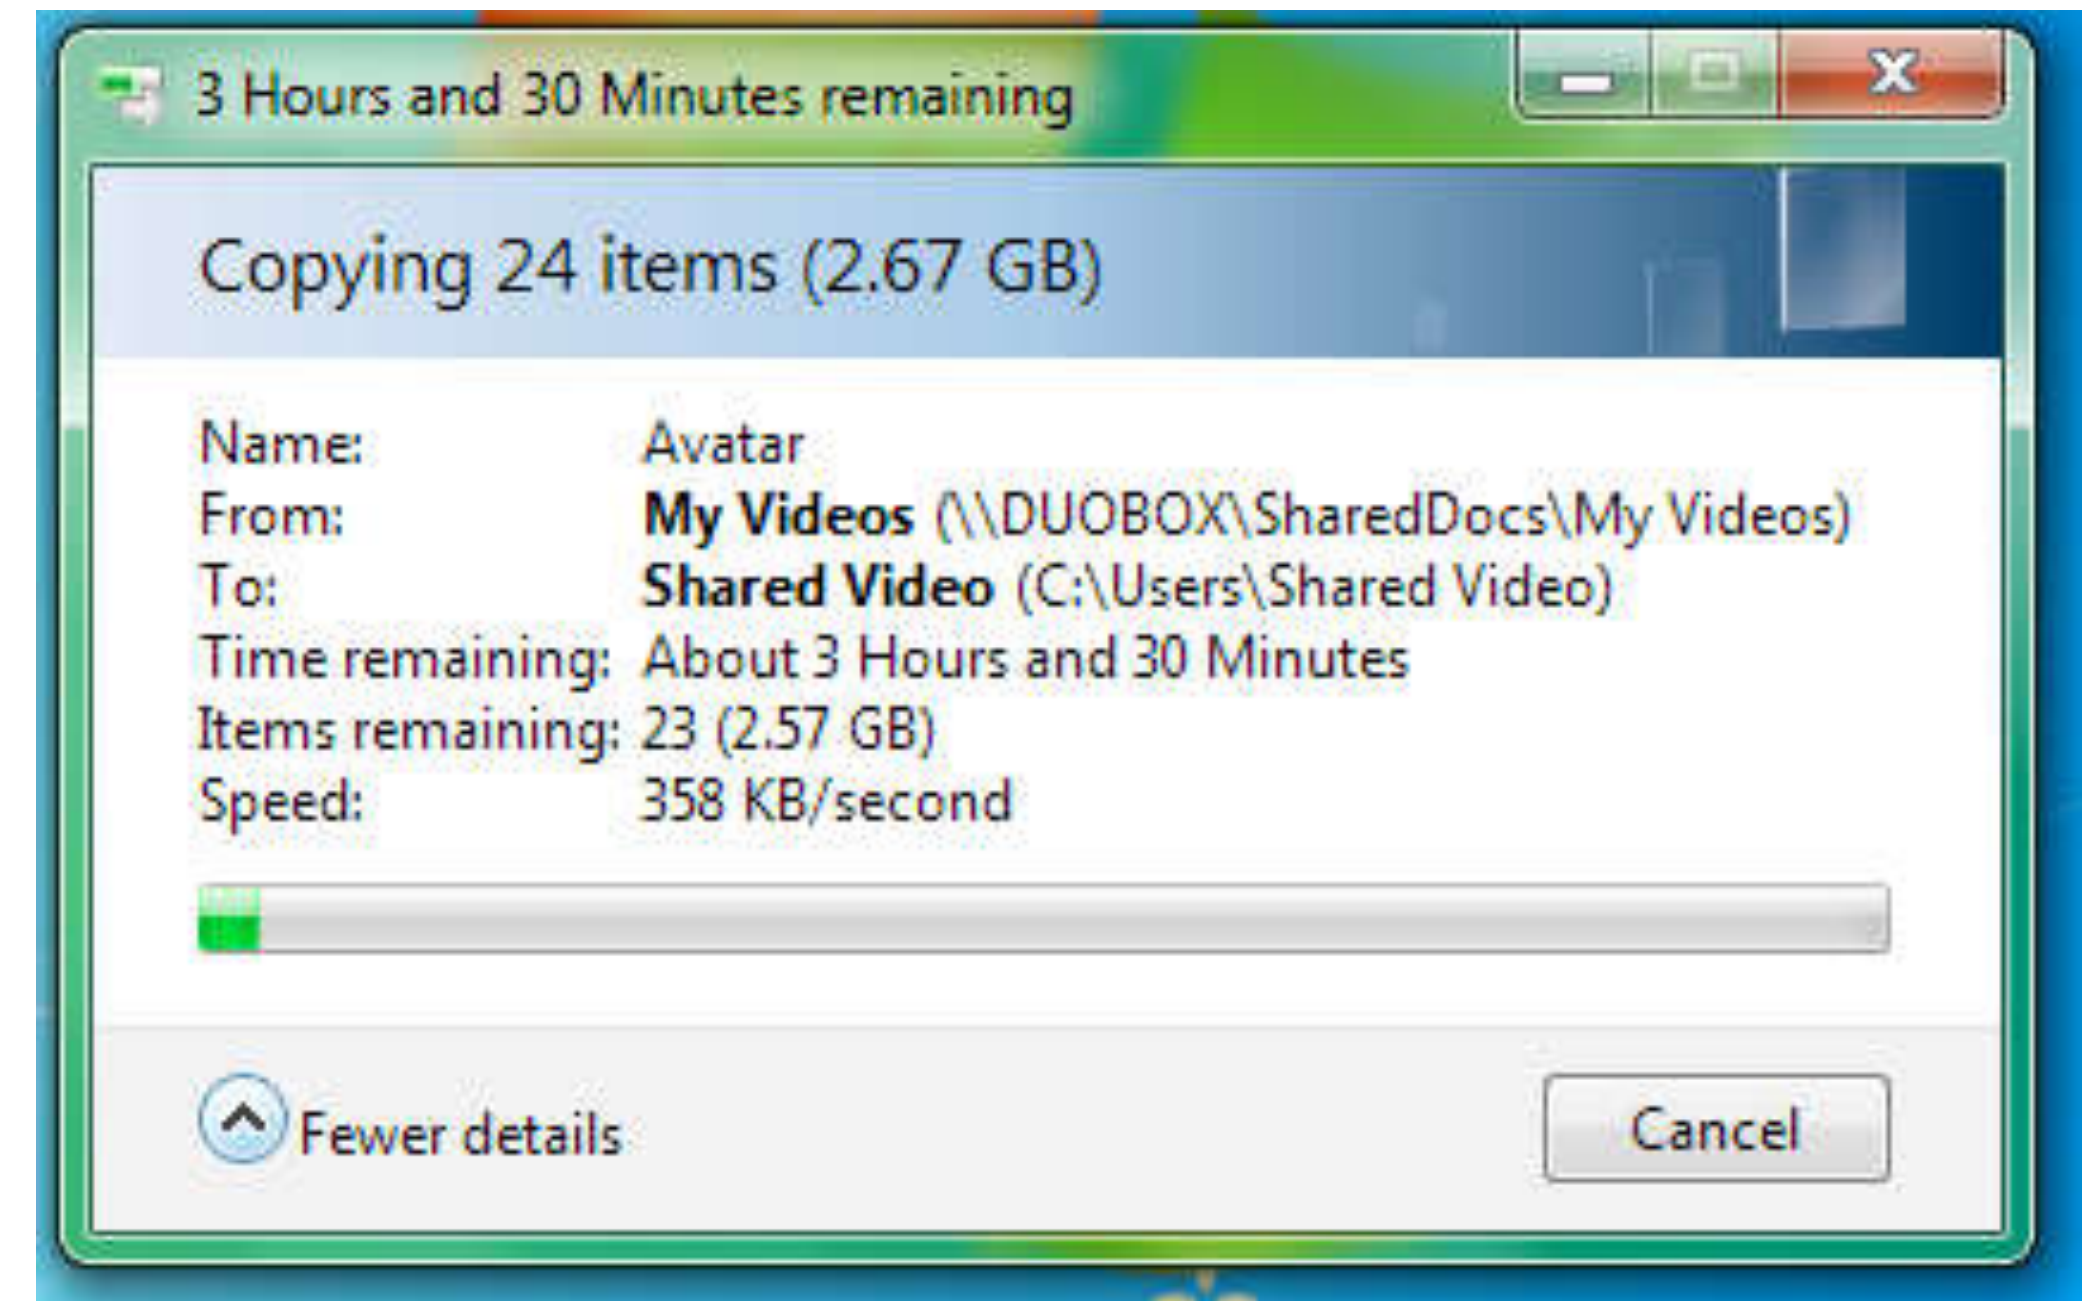 3 Hours and 30 Minutes remaining
Copying 24 items (2.67 GB)
Name: Avatar
From: My Videos (\\DUOBOX\SharedDocs\My Videos)
To: Shared Video (C:\Users\Shared Video)
Time remaining: About 3 Hours and 30 Minutes
Items remaining: 23 (2.57 GB)
Speed: 358 KB/second
Fewer details Cancel